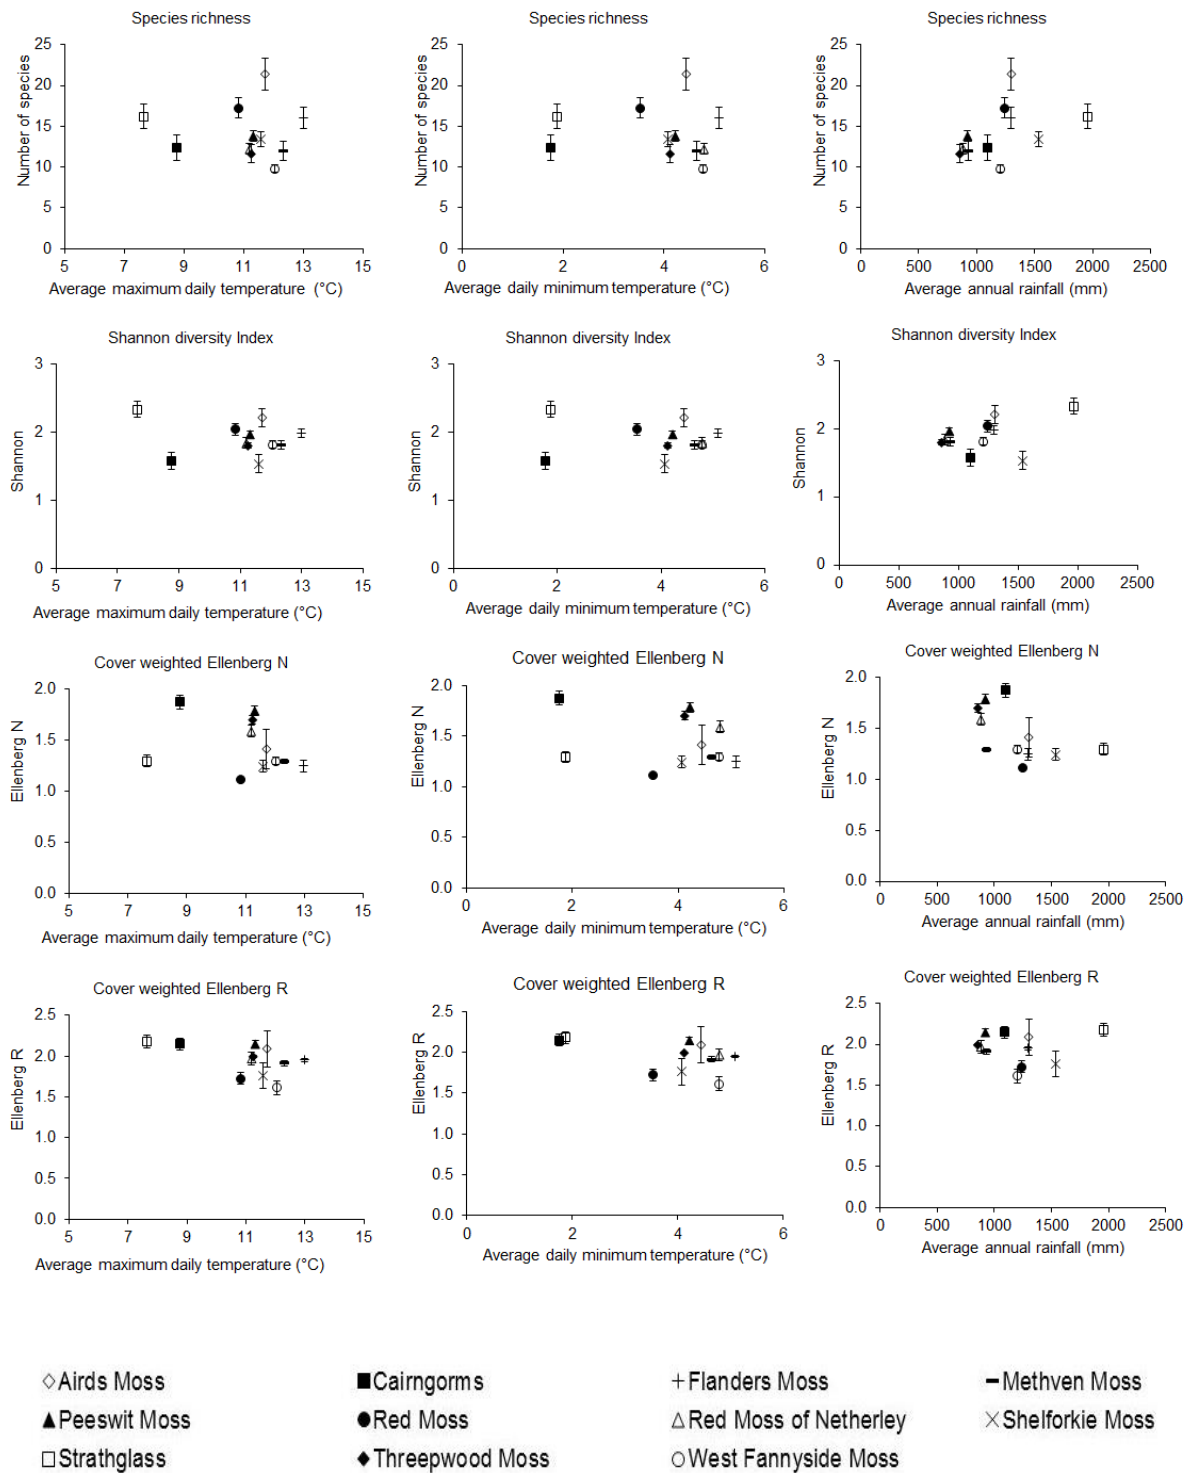 Species richness
Number of species
25
20
15
10
5
0
5 7 9 11 13 15
Average maximum daily temperature (°C)
Species richness
Number of species
25
20
15
10
5
0
0 2 4 6
Average daily minimum temperature (°C)
Species richness
Number of species
25
20
15
10
5
0
0 500 1000 1500 2000 2500
Average annual rainfall (mm)
Shannon diversity Index
Shannon
3
2
1
0
5 7 9 11 13 15
Average maximum daily temperature (°C)
Shannon diversity Index
Shannon
3
2
1
0
0 2 4 6
Average daily minimum temperature (°C)
Shannon diversity Index
Shannon
3
2
1
0
0 500 1000 1500 2000 2500
Average annual rainfall (mm)
Cover weighted Ellenberg N
Ellenberg N
2.0
1.5
1.0
0.5
0.0
5 7 9 11 13 15
Average maximum daily temperature (°C)
Cover weighted Ellenberg N
Ellenberg N
2.0
1.5
1.0
0.5
0.0
0 2 4 6
Average daily minimum temperature (°C)
Cover weighted Ellenberg N
Ellenberg N
2.0
1.5
1.0
0.5
0.0
0 500 1000 1500 2000 2500
Average annual rainfall (mm)
Cover weighted Ellenberg R
Ellenberg R
2.5
2.0
1.5
1.0
0.5
0.0
5 7 9 11 13 15
Average maximum daily temperature (°C)
Cover weighted Ellenberg R
Ellenberg R
2.5
2.0
1.5
1.0
0.5
0.0
0 2 4 6
Average daily minimum temperature (°C)
Cover weighted Ellenberg R
Ellenberg R
2.5
2.0
1.5
1.0
0.5
0.0
0 500 1000 1500 2000 2500
Average annual rainfall (mm)
Airds Moss Cairngorms Flanders Moss Methven Moss
Peeswit Moss Red Moss Red Moss of Netherley Shelforkie Moss
Strathglass Threepwood Moss West Fannyside Moss